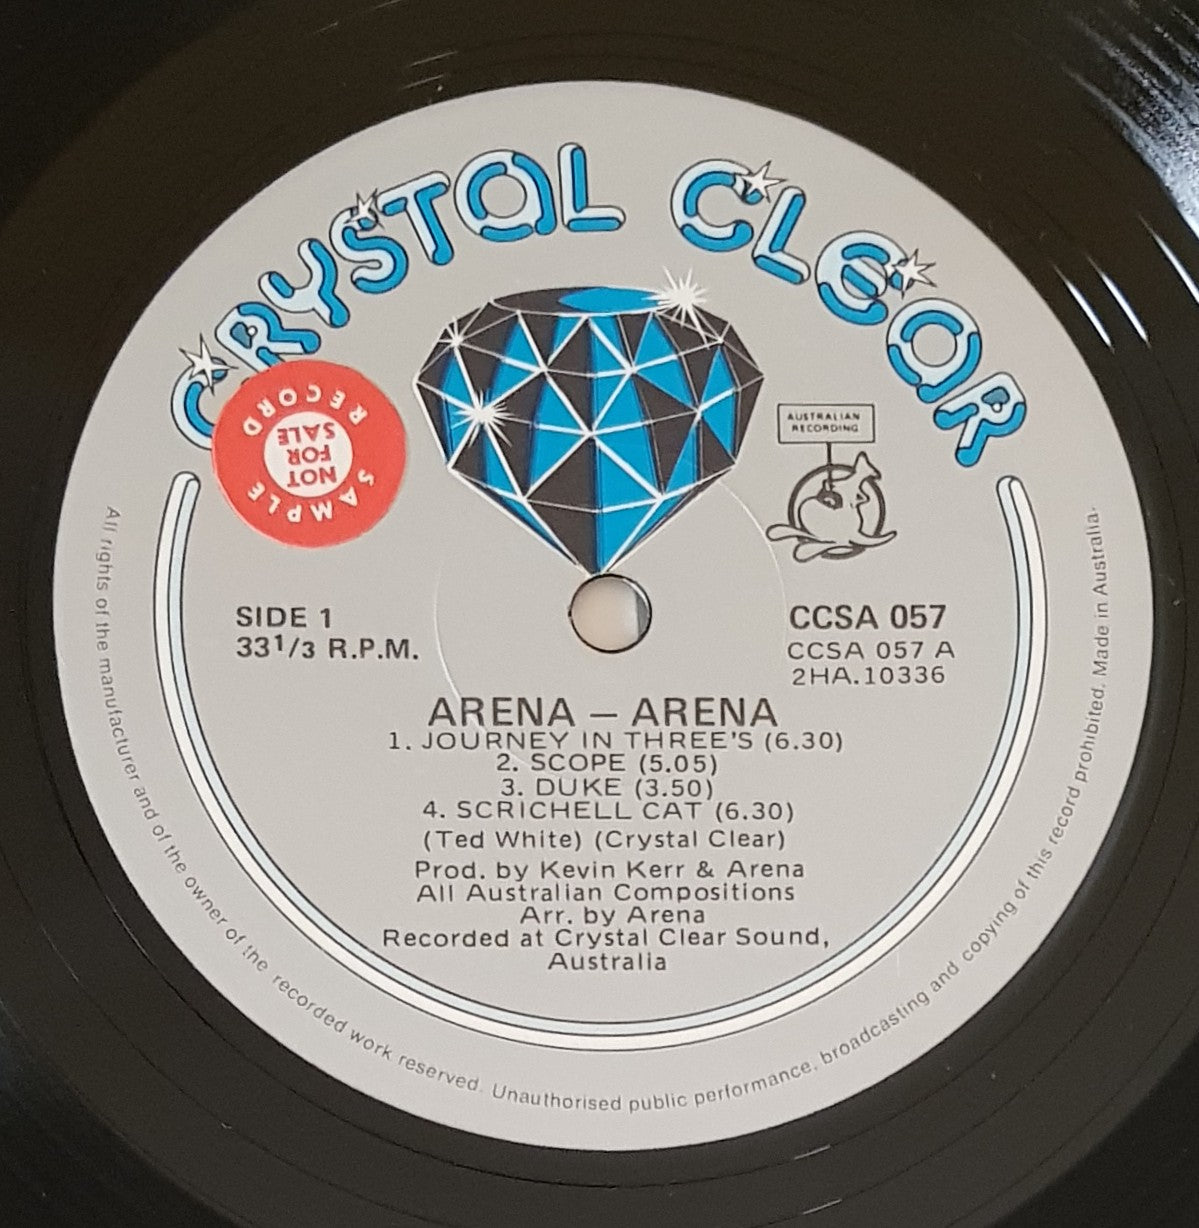 CRYSTAL CLEAR
SAMPLE RECORD
NOT
FOR
SALE
AUSTRALIAN
RECORDING
SIDE 1
33 1/3 R.P.M.
CCSA 057
CCSA 057 A
2HA.10336
ARENA – ARENA
1. JOURNEY IN THREE'S (6.30)
2. SCOPE (5.05)
3. DUKE (3.50)
4. SCRICHELL CAT (6.30)
(Ted White) (Crystal Clear)
Prod. by Kevin Kerr & Arena
All Australian Compositions
Arr. by Arena
Recorded at Crystal Clear Sound,
Australia
All rights of the manufacturer and of the owner of the recorded work reserved. Unauthorised public performance, broadcasting and copying of this record prohibited. Made in Australia.